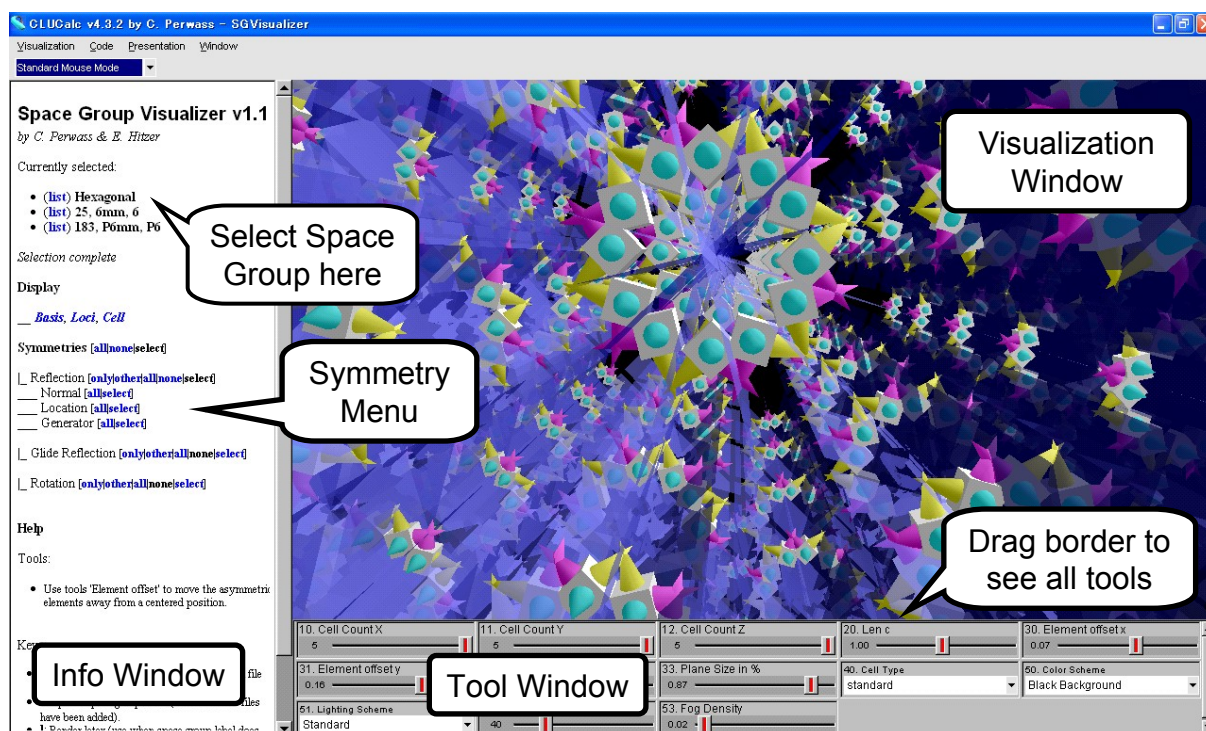 CLUCalc v4.3.2 by C. Perwass - SGVisualizer
Visualization Code Presentation Window
Standard Mouse Mode
Space Group Visualizer v1.1
by C. Perwass & E. Hitzer
Currently selected:
• (list) Hexagonal
• (list) 25, 6mm, 6
• (list) 183, P6mm, P6
Selection complete
Display
__ Basis, Loci, Cell
Symmetries [all|none|select]
|_ Reflection [only|other|all|none|select]
___ Normal [all|select]
___ Location [all|select]
___ Generator [all|select]
|_ Glide Reflection [only|other|all|none|select]
|_ Rotation [only|other|all|none|select]
Help
Tools:
• Use tools 'Element offset' to move the asymmetric
elements away from a centered position.
file
files
have been added).
Select Space
Group here
Symmetry
Menu
Info Window
Visualization
Window
Drag border to
see all tools
Tool Window
10. Cell Count X
5
11. Cell Count Y
5
12. Cell Count Z
5
20. Len c
1.00
30. Element offset x
0.07
31. Element offset y
0.16
33. Plane Size in %
0.87
40. Cell Type
standard
50. Color Scheme
Black Background
51. Lighting Scheme
Standard
40
53. Fog Density
0.02